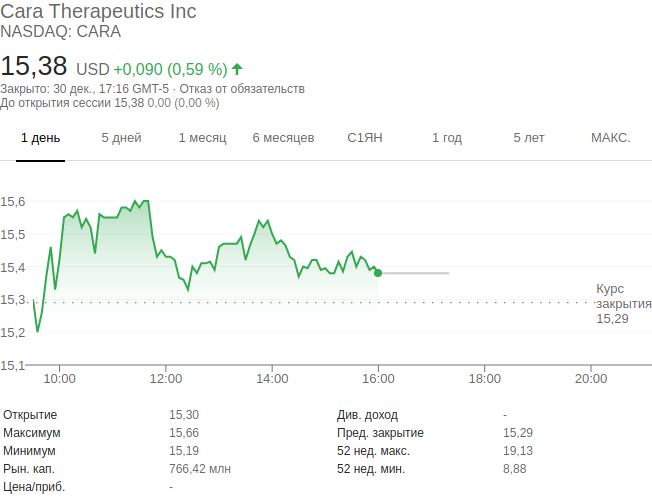 Cara Therapeutics Inc
NASDAQ: CARA
15,38 USD +0,090 (0,59 %)
Закрыто: 30 дек., 17:16 GMT-5 · Отказ от обязательств
До открытия сессии 15,38 0,00 (0,00 %)
1 день 5 дней 1 месяц 6 месяцев С1ЯН 1 год 5 лет МАКС.
15,6
15,5
15,4
15,3
15,2
15,1
Курс
закрытия
15,29
10:00 12:00 14:00 16:00 18:00 20:00
Открытие 15,30 Див. доход -
Максимум 15,66 Пред. закрытие 15,29
Минимум 15,19 52 нед. макс. 19,13
Рын. кап. 766,42 млн 52 нед. мин. 8,88
Цена/приб. -